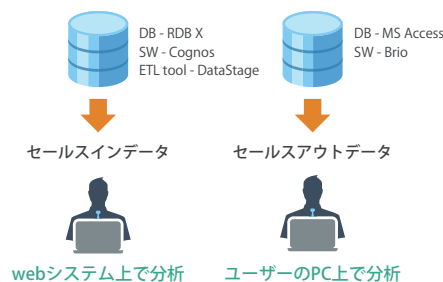 DB - RDB X
SW - Cognos
ETL tool - DataStage
DB - MS Access
SW - Brio
セールスインデータ
セールスアウトデータ
webシステム上で分析
ユーザーのPC上で分析